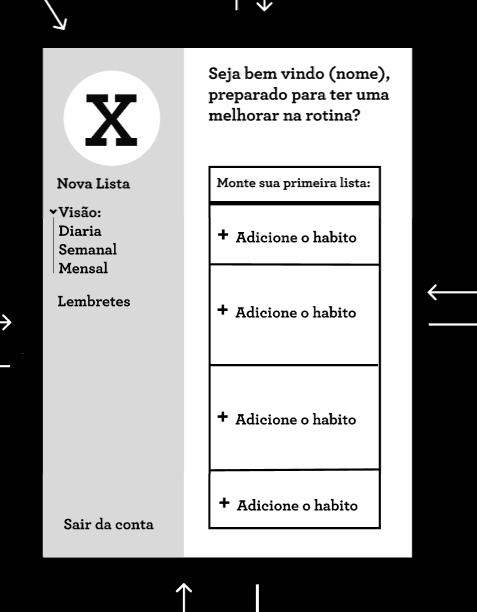 X
Nova Lista
Visão:
Diaria
Semanal
Mensal
Lembretes
Sair da conta
Seja bem vindo (nome),
preparado para ter uma
melhorar na rotina?
Monte sua primeira lista:
+ Adicione o habito
+ Adicione o habito
+ Adicione o habito
+ Adicione o habito